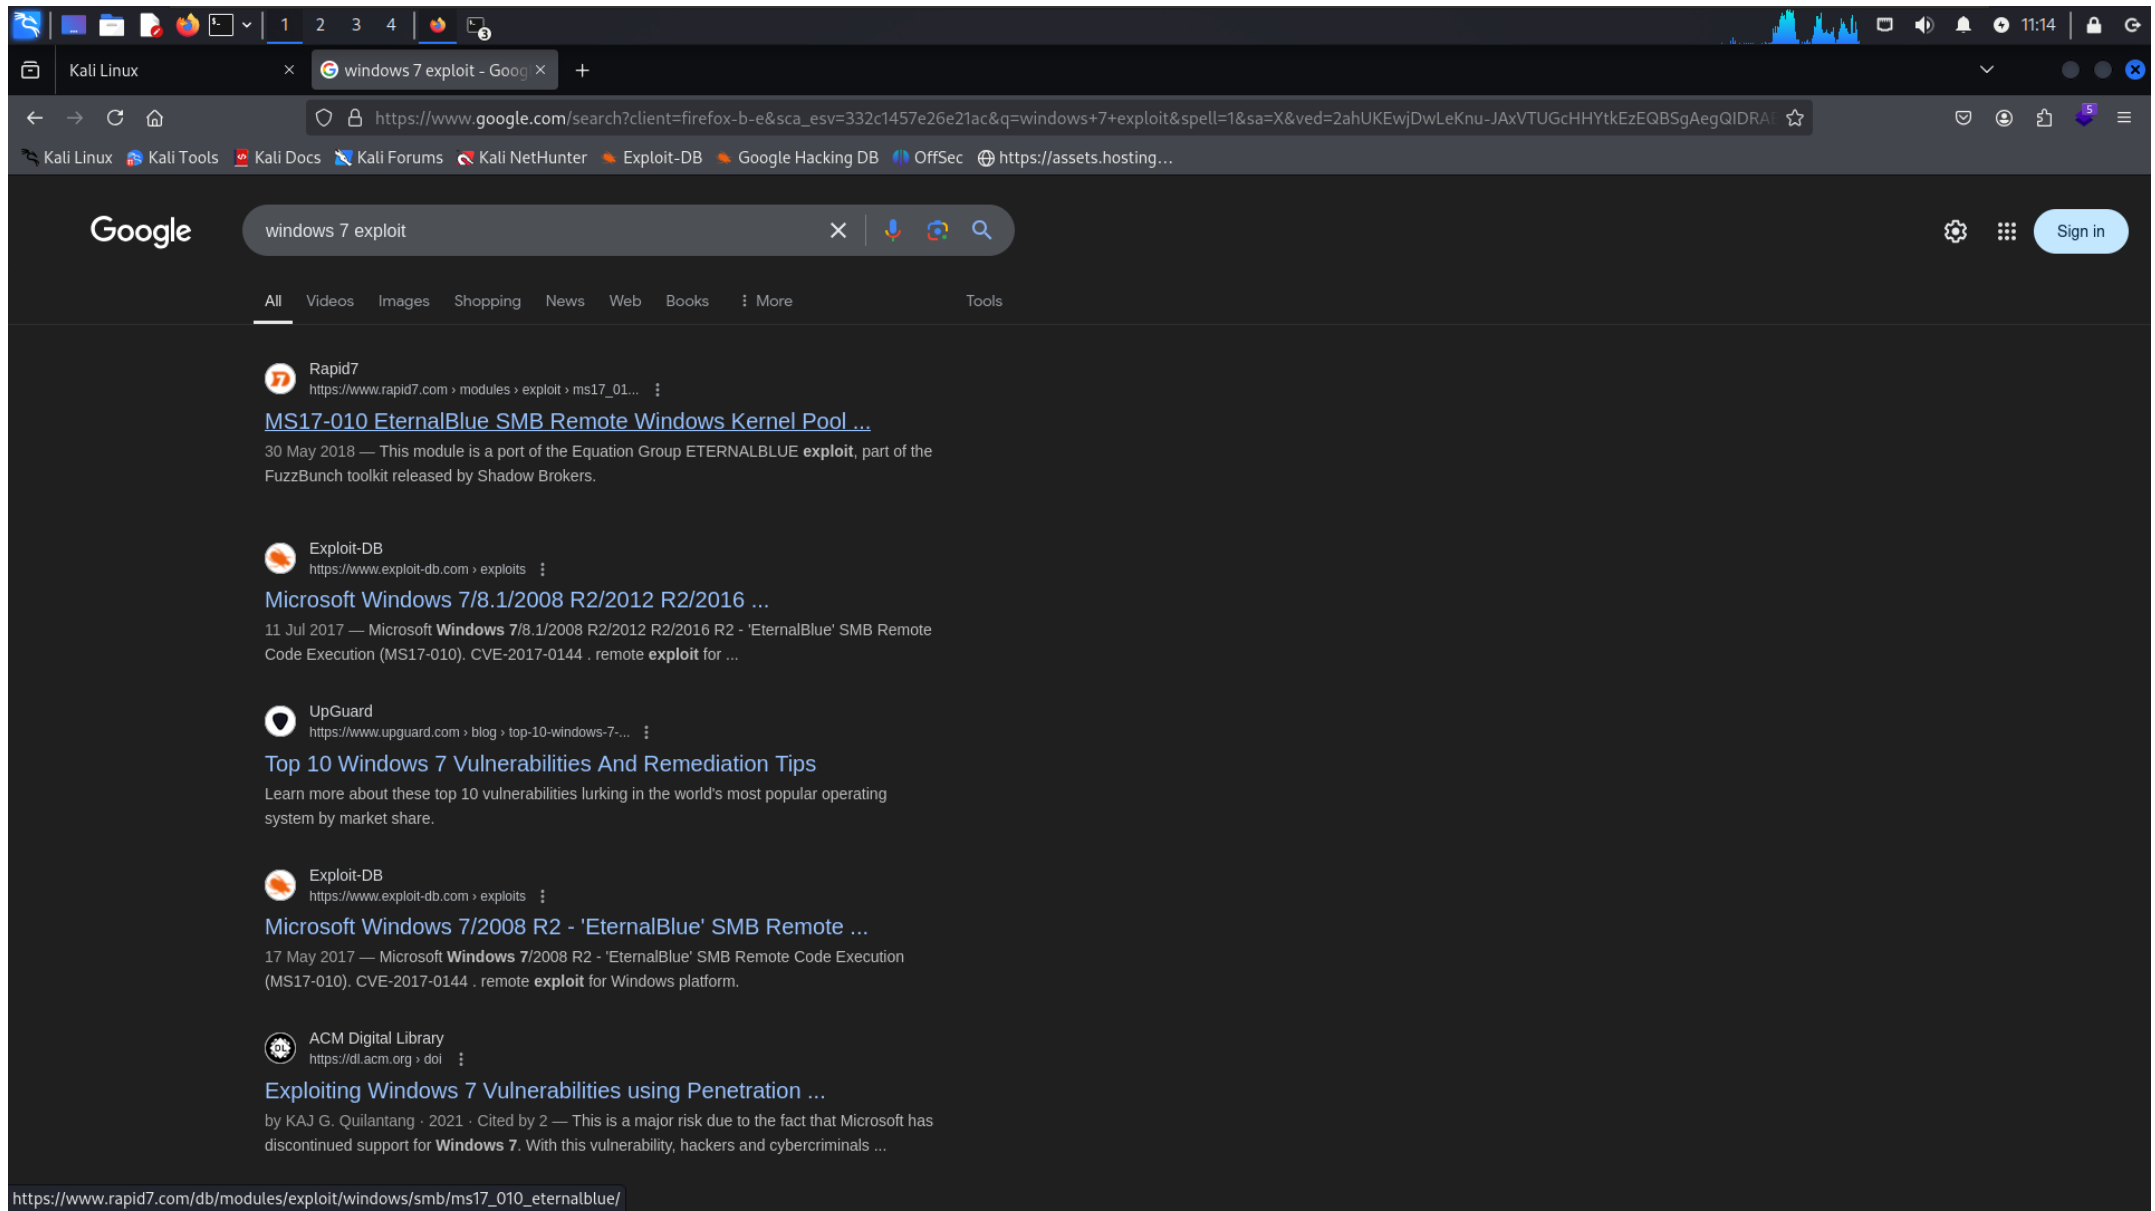 1 2 3 4 3 11:14
Kali Linux × windows 7 exploit - Goog × +
https://www.google.com/search?client=firefox-b-e&sca_esv=332c1457e26e21ac&q=windows+7+exploit&spell=1&sa=X&ved=2ahUKEwjDwLeKnu-JAxVTUGcHHYtkEzEQBSgAegQIDRAE 5
Kali Linux Kali Tools Kali Docs Kali Forums Kali NetHunter Exploit-DB Google Hacking DB OffSec https://assets.hosting...
Google windows 7 exploit Sign in
All Videos Images Shopping News Web Books More Tools
Rapid7
https://www.rapid7.com › modules › exploit › ms17_01...
MS17-010 EternalBlue SMB Remote Windows Kernel Pool ...
30 May 2018 — This module is a port of the Equation Group ETERNALBLUE exploit, part of the
FuzzBunch toolkit released by Shadow Brokers.
Exploit-DB
https://www.exploit-db.com › exploits
Microsoft Windows 7/8.1/2008 R2/2012 R2/2016 ...
11 Jul 2017 — Microsoft Windows 7/8.1/2008 R2/2012 R2/2016 R2 - 'EternalBlue' SMB Remote
Code Execution (MS17-010). CVE-2017-0144 . remote exploit for ...
UpGuard
https://www.upguard.com › blog › top-10-windows-7-...
Top 10 Windows 7 Vulnerabilities And Remediation Tips
Learn more about these top 10 vulnerabilities lurking in the world's most popular operating
system by market share.
Exploit-DB
https://www.exploit-db.com › exploits
Microsoft Windows 7/2008 R2 - 'EternalBlue' SMB Remote ...
17 May 2017 — Microsoft Windows 7/2008 R2 - 'EternalBlue' SMB Remote Code Execution
(MS17-010). CVE-2017-0144 . remote exploit for Windows platform.
ACM Digital Library
https://dl.acm.org › doi
Exploiting Windows 7 Vulnerabilities using Penetration ...
by KAJ G. Quilantang · 2021 · Cited by 2 — This is a major risk due to the fact that Microsoft has
discontinued support for Windows 7. With this vulnerability, hackers and cybercriminals ...
https://www.rapid7.com/db/modules/exploit/windows/smb/ms17_010_eternalblue/